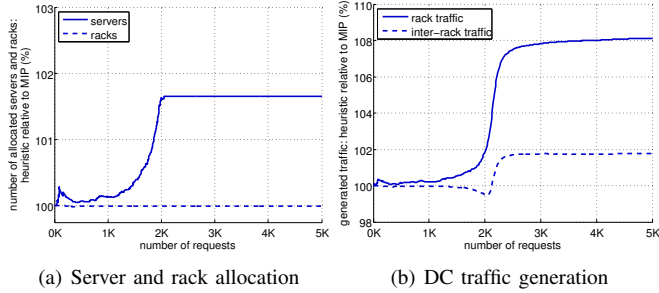 number of allocated servers and racks:
heuristic relative to MIP (%)
103
102
101
100
servers
racks
0K 1K 2K 3K 4K 5K
number of requests
(a) Server and rack allocation
generated traffic: heuristic relative to MIP (%)
110
108
106
104
102
100
98
rack traffic
inter-rack traffic
0K 1K 2K 3K 4K 5K
number of requests
(b) DC traffic generation